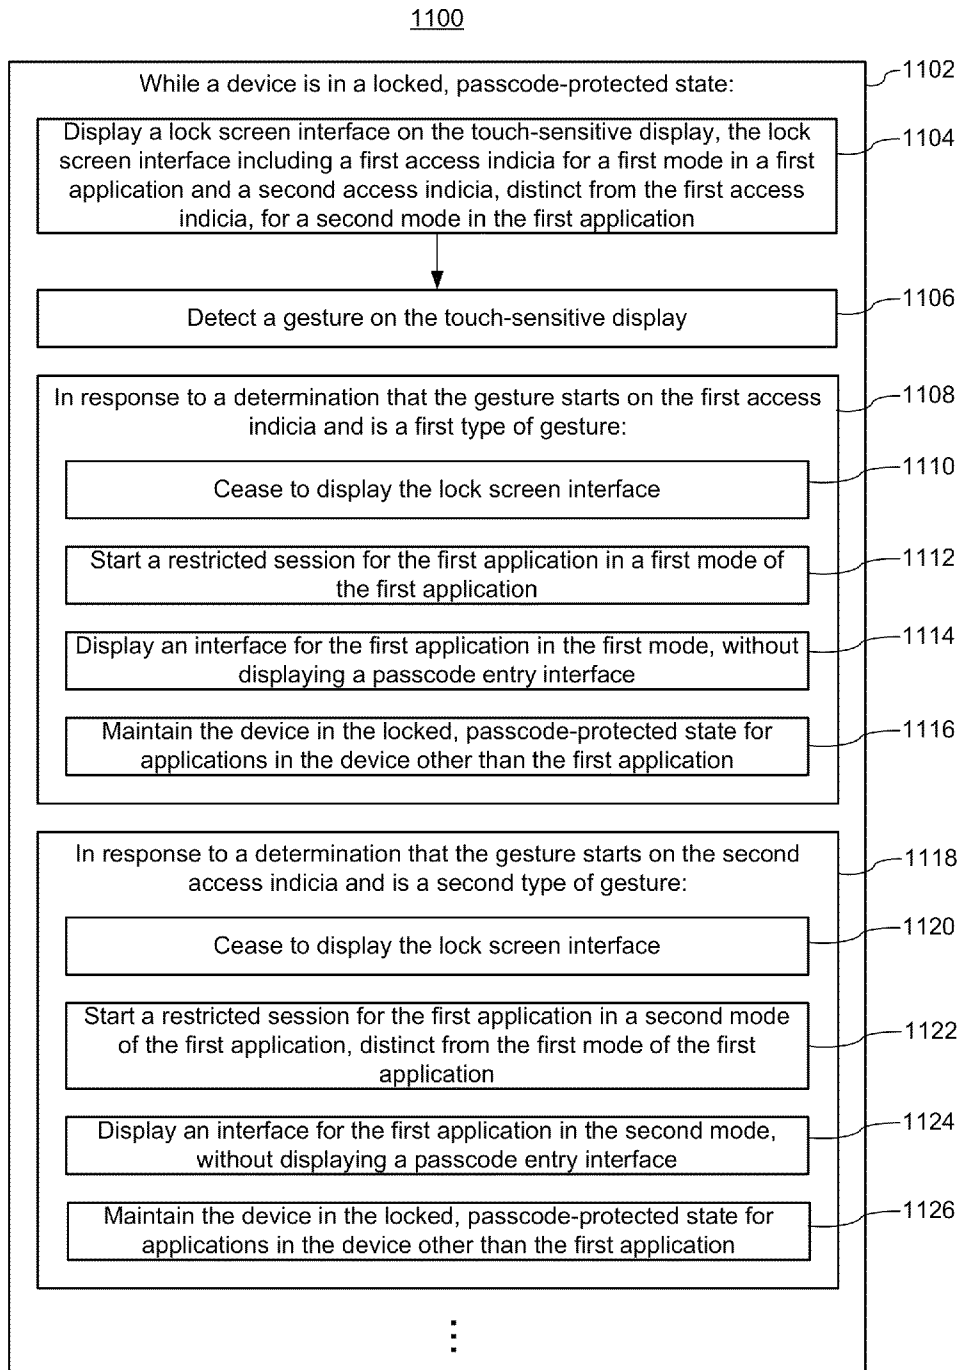 1100
1102
While a device is in a locked, passcode-protected state:
1104
Display a lock screen interface on the touch-sensitive display, the lock
screen interface including a first access indicia for a first mode in a first
application and a second access indicia, distinct from the first access
indicia, for a second mode in the first application
1106
Detect a gesture on the touch-sensitive display
1108
In response to a determination that the gesture starts on the first access
indicia and is a first type of gesture:
1110
Cease to display the lock screen interface
1112
Start a restricted session for the first application in a first mode of
the first application
1114
Display an interface for the first application in the first mode, without
displaying a passcode entry interface
1116
Maintain the device in the locked, passcode-protected state for
applications in the device other than the first application
1118
In response to a determination that the gesture starts on the second
access indicia and is a second type of gesture:
1120
Cease to display the lock screen interface
1122
Start a restricted session for the first application in a second mode
of the first application, distinct from the first mode of the first
application
1124
Display an interface for the first application in the second mode,
without displaying a passcode entry interface
1126
Maintain the device in the locked, passcode-protected state for
applications in the device other than the first application
⋮